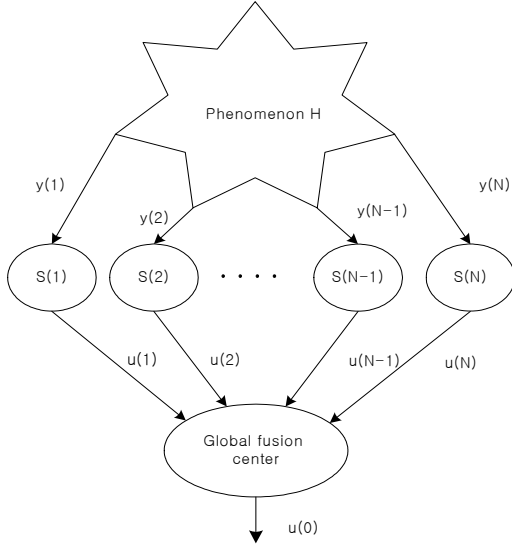 Phenomenon H
y(1)
y(2)
y(N-1)
y(N)
S(1)
S(2)
. . . .
S(N-1)
S(N)
u(1)
u(2)
u(N-1)
u(N)
Global fusion
center
u(0)